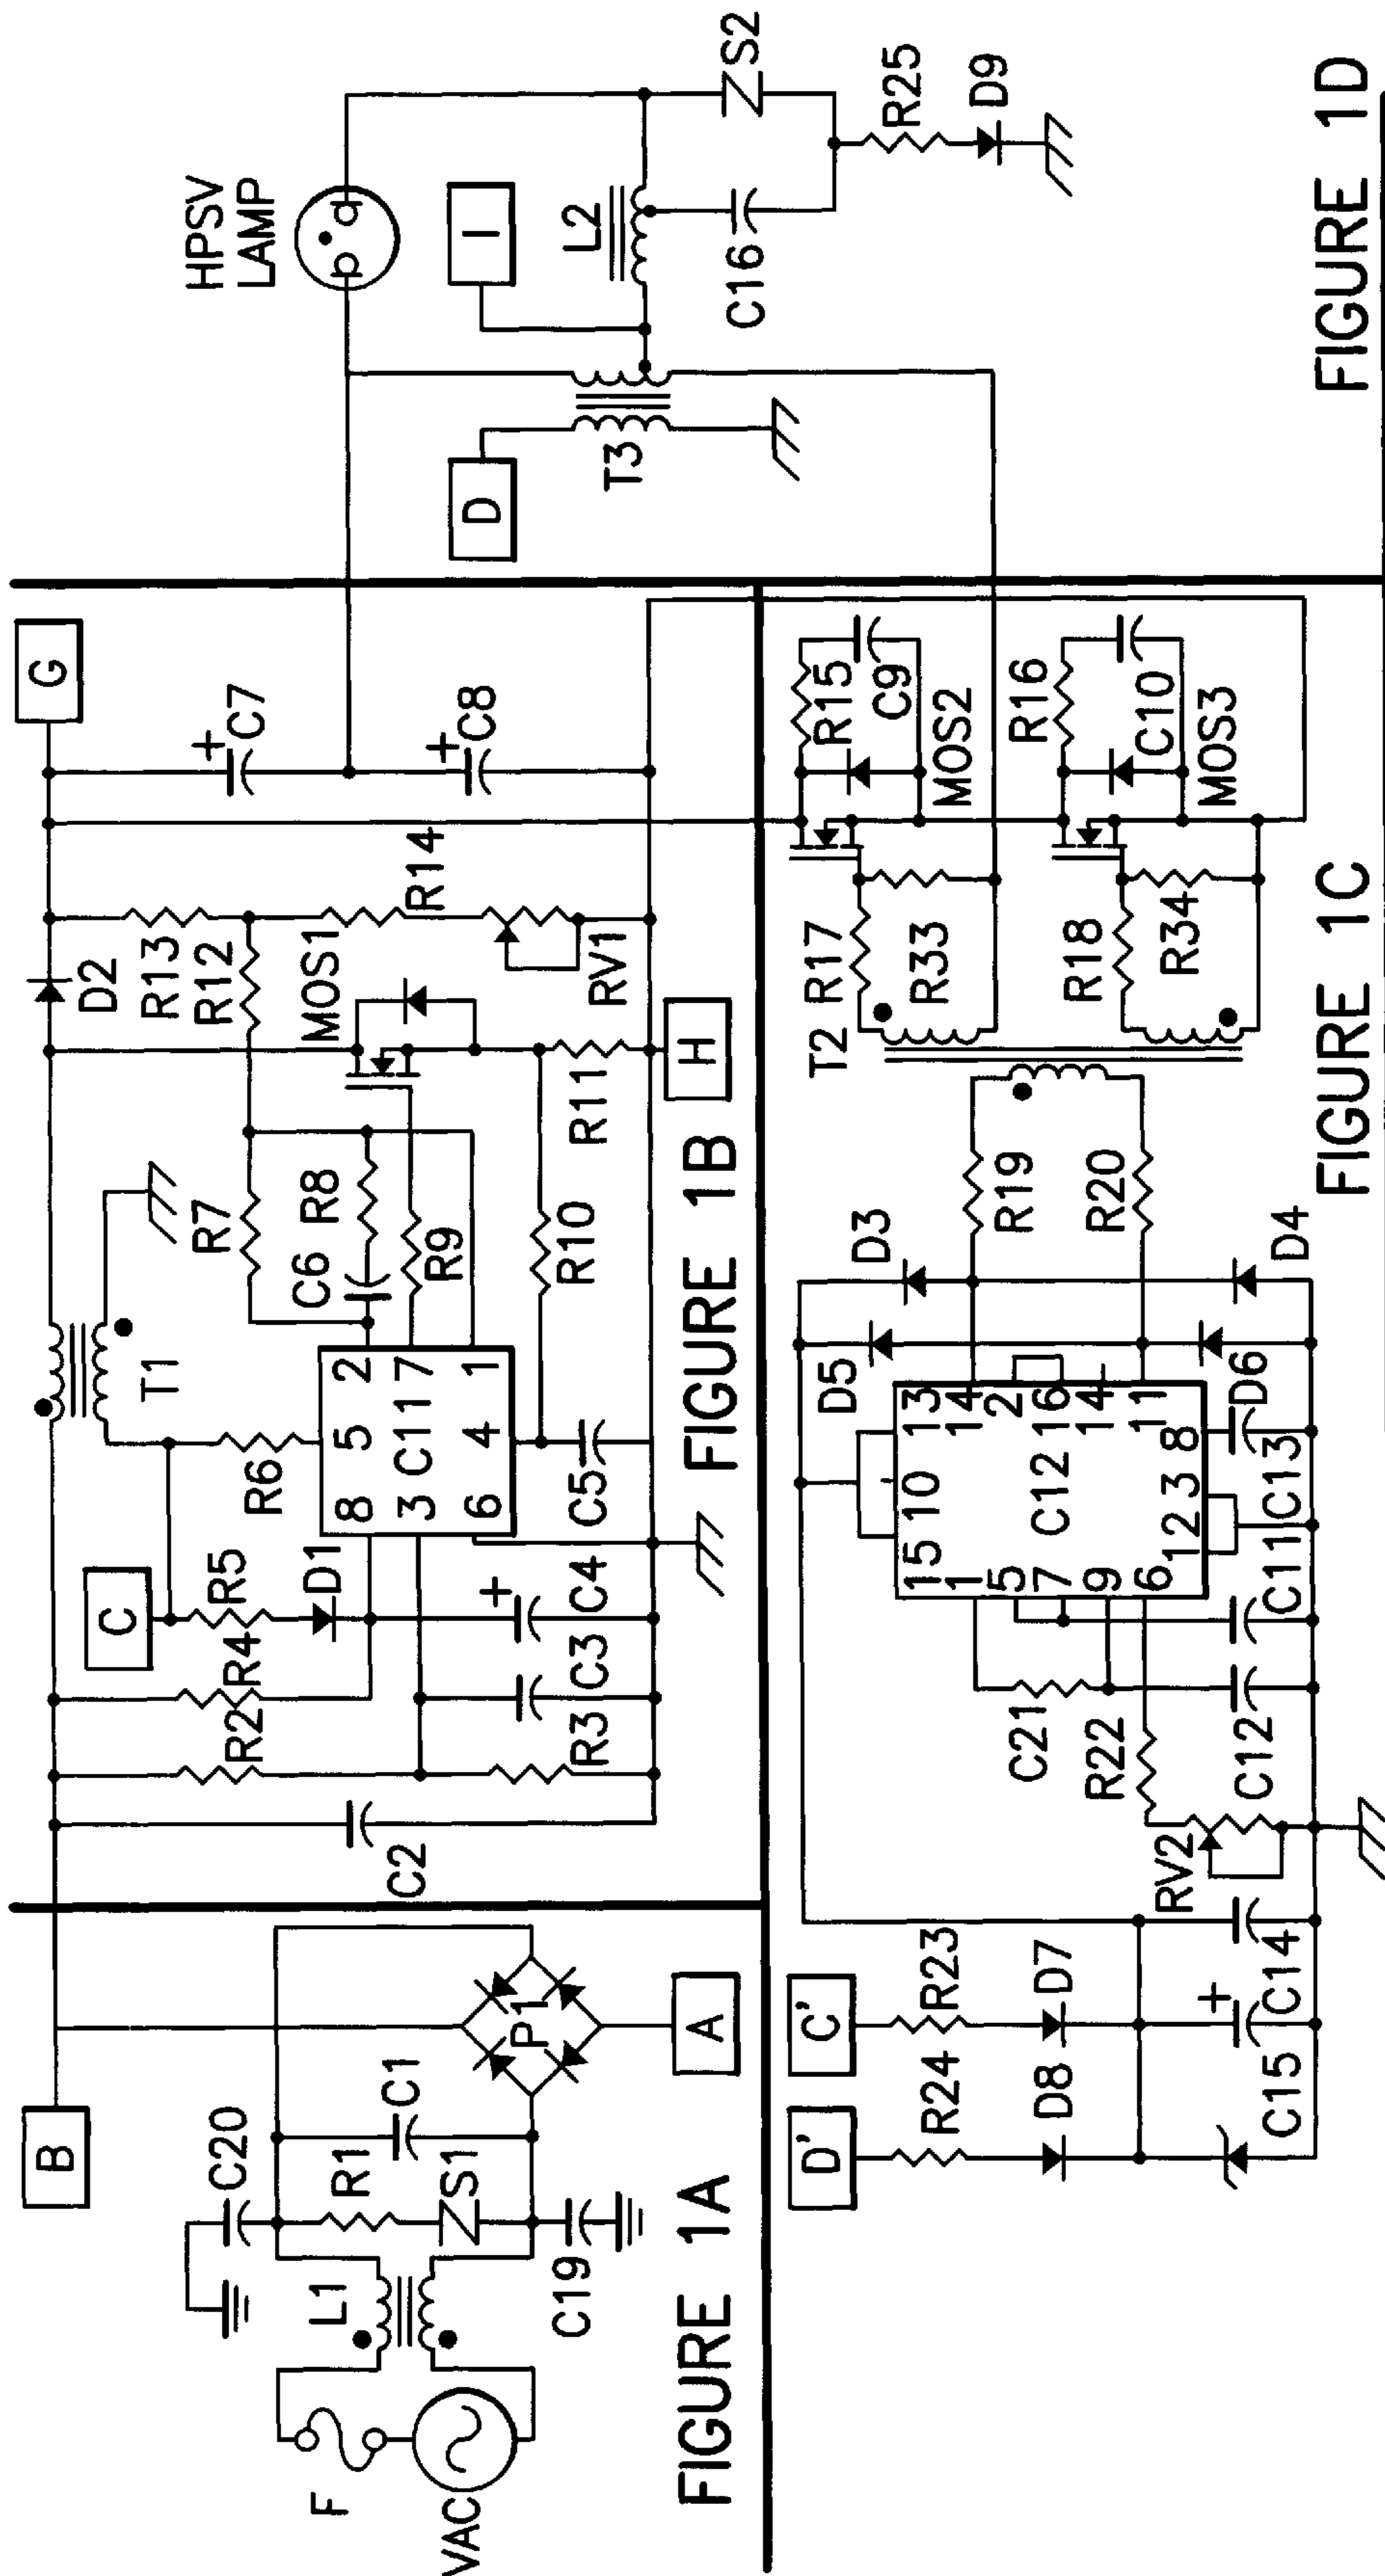 B
F
VAC
L1
C20
R1
S1
C19
C1
P1
A
FIGURE 1A
C2
R2
R4
R3
C3
C
R5
D1
+
C4
T1
R6
8
5
2
3
C11
7
6
4
1
C5
R7
C6
R8
R9
R10
MOS1
R11
H
D2
R13
R12
R14
RV1
G
+
C7
+
C8
FIGURE 1B
D'
R24
D8
C'
R23
D7
+
C15
C14
RV2
R22
C21
C12
C11
C13
15
10
13
1
14
5
2
7
C12
16
9
14
6
12
3
8
11
D5
D3
D6
D4
R19
R20
T2
R17
R33
R18
R34
R15
C9
MOS2
R16
C10
MOS3
FIGURE 1C
HPSV
LAMP
D
I
T3
L2
C16
S2
R25
D9
FIGURE 1D